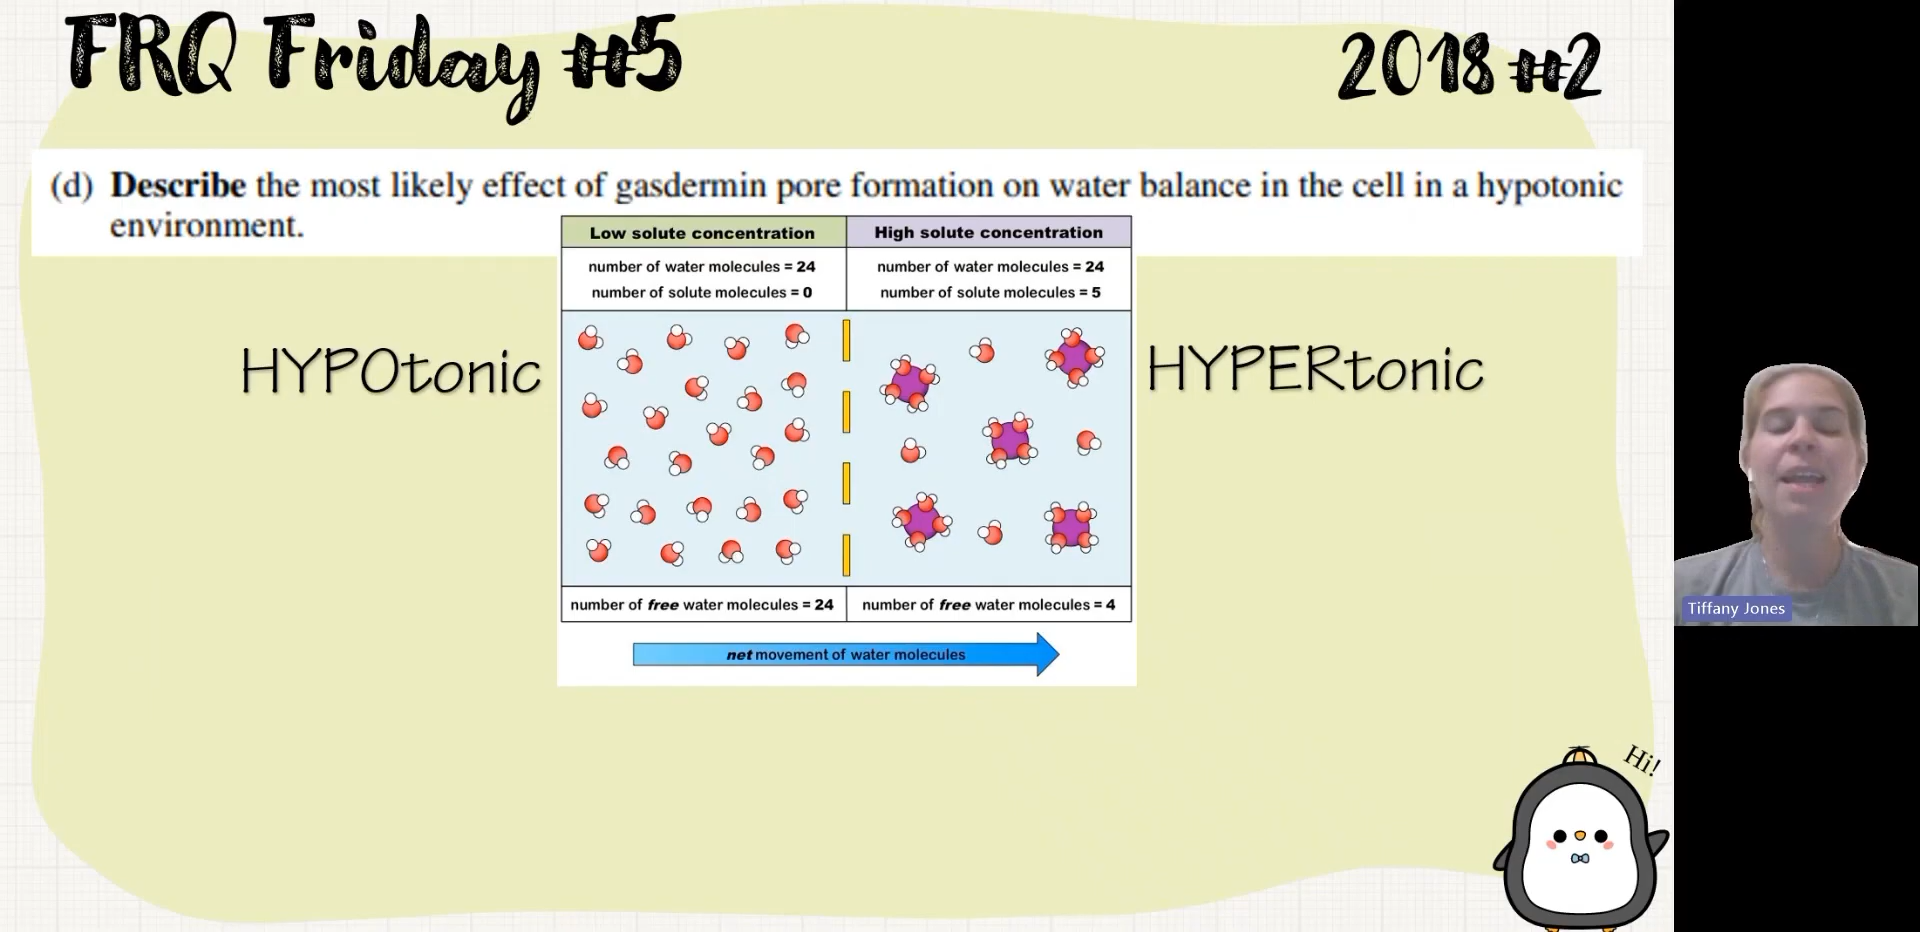 FRQ Friday #5
2018 #2
(d) Describe the most likely effect of gasdermin pore formation on water balance in the cell in a hypotonic
environment.
Low solute concentration
High solute concentration
number of water molecules = 24
number of solute molecules = 0
number of water molecules = 24
number of solute molecules = 5
HYPOtonic
HYPERtonic
number of free water molecules = 24
number of free water molecules = 4
net movement of water molecules
Hi!
Tiffany Jones